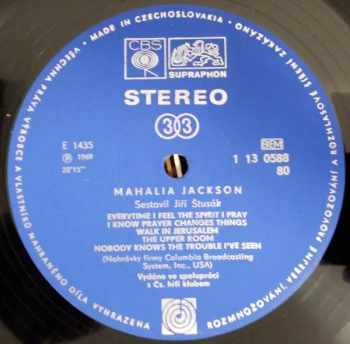 MADE IN CZECHOSLOVAKIA • VŠECHNA PRÁVA VÝROBCE A VLASTNÍKA NAHRANÉHO DÍLA VYHRAZENA
ROZMNOŽOVÁNÍ, VEŘEJNÉ PROVOZOVÁNÍ A ROZHLASOVÉ ŠÍŘENÍ ZAKÁZÁNO •
CBS
SUPRAPHON
STEREO
33
E 1435
℗ 1969
BIEM
1 13 0588
80
MAHALIA JACKSON
Sestavil Jiří Štusák
EVERYTIME I FEEL THE SPIRIT I PRAY
I KNOW PRAYER CHANGES THINGS
WALK IN JERUSALEM
THE UPPER ROOM
NOBODY KNOWS THE TROUBLE I'VE SEEN
(Nahrávky firmy Columbia Broadcasting
System, Inc., USA)
Vydáno ve spolupráci
s Čs. hifi klubem